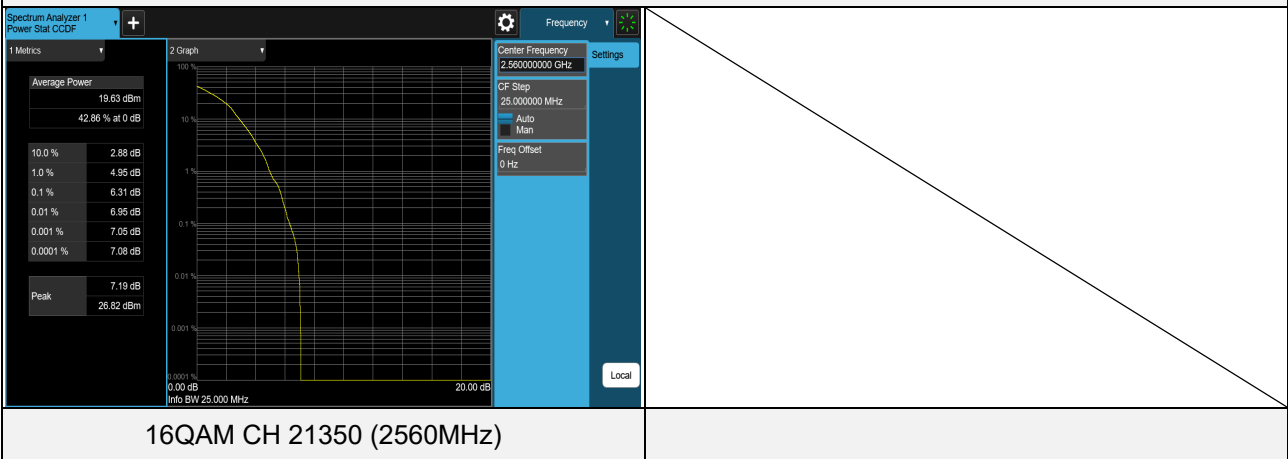 Spectrum Analyzer 1
Power Stat CCDF
+
Frequency
1 Metrics
2 Graph
Center Frequency
2.560000000 GHz
Settings
CF Step
25.000000 MHz
Auto
Man
Freq Offset
0 Hz
Average Power
19.63 dBm
42.86 % at 0 dB
10.0 % 2.88 dB
1.0 % 4.95 dB
0.1 % 6.31 dB
0.01 % 6.95 dB
0.001 % 7.05 dB
0.0001 % 7.08 dB
Peak
7.19 dB
26.82 dBm
100 %
10 %
1 %
0.1 %
0.01 %
0.001 %
0.0001 %
0.00 dB 20.00 dB
Info BW 25.000 MHz
Local
16QAM CH 21350 (2560MHz)